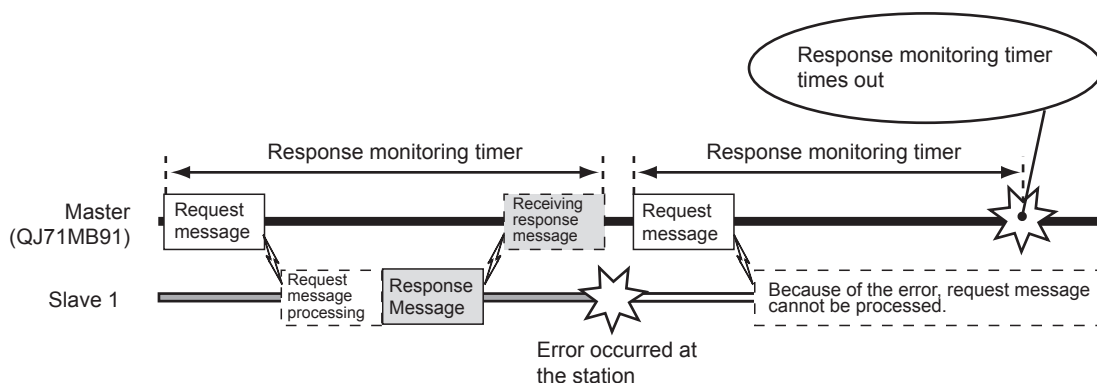 Response monitoring timer
times out
Response monitoring timer
Response monitoring timer
Master
(QJ71MB91)
Request
message
Receiving
response
message
Request
message
Slave 1
Request
message
processing
Response
Message
Because of the error, request message
cannot be processed.
Error occurred at
the station